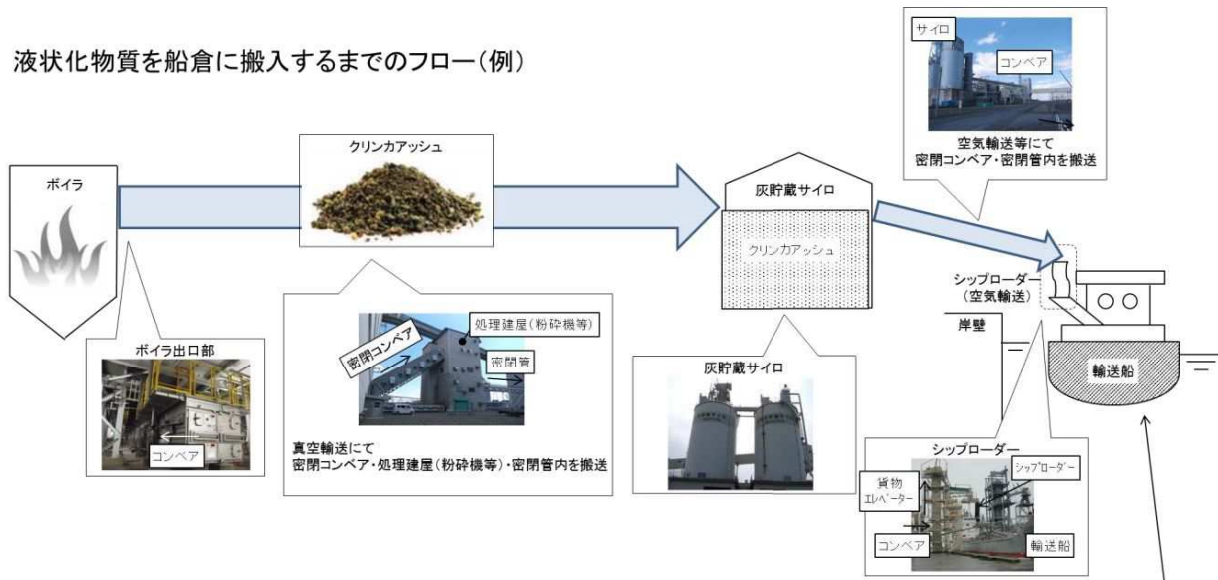 液状化物質を船倉に搬入するまでのフロー(例)
サイロ
コンベア
空気輸送等にて
密閉コンベア・密閉管内を搬送
ボイラ
クリンカアッシュ
灰貯蔵サイロ
クリンカアッシュ
シップローダー
(空気輸送)
岸壁
輸送船
ボイラ出口部
コンベア
密閉コンベア
処理建屋(粉砕機等)
密閉管
真空輸送にて
密閉コンベア・処理建屋(粉砕機等)・密閉管内を搬送
灰貯蔵サイロ
シップローダー
貨物
エレベーター
シップローダー
コンベア
輸送船